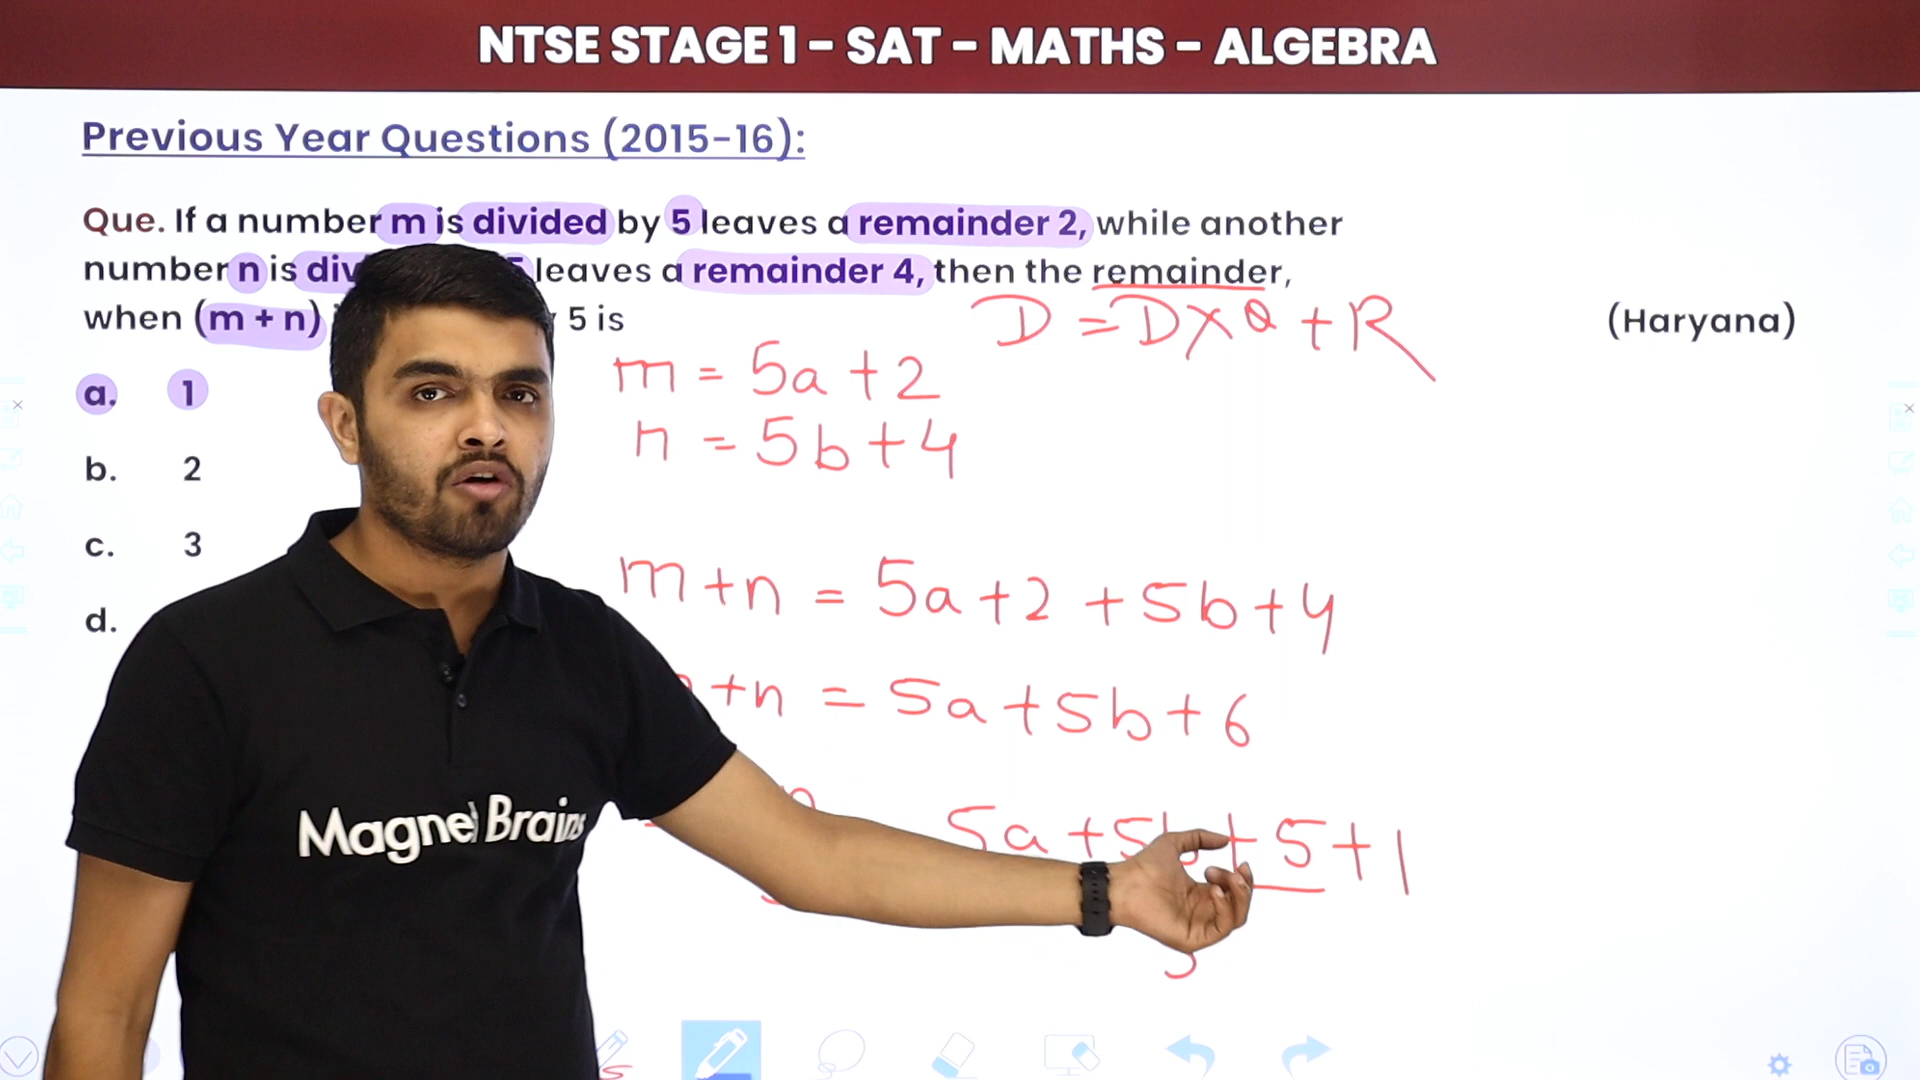 NTSE STAGE 1 – SAT – MATHS – ALGEBRA
Previous Year Questions (2015-16):
Que. If a number m is divided by 5 leaves a remainder 2, while another
number n is div 5 leaves a remainder 4, then the remainder,
when (m + n) 5 is
(Haryana)
D = D X Q + R
a. 1
m = 5a + 2
b. 2
n = 5b + 4
c. 3
m + n = 5a + 2 + 5b + 4
d.
+ n = 5a + 5b + 6
5a + 5b + 5 + 1
Magnet Brains